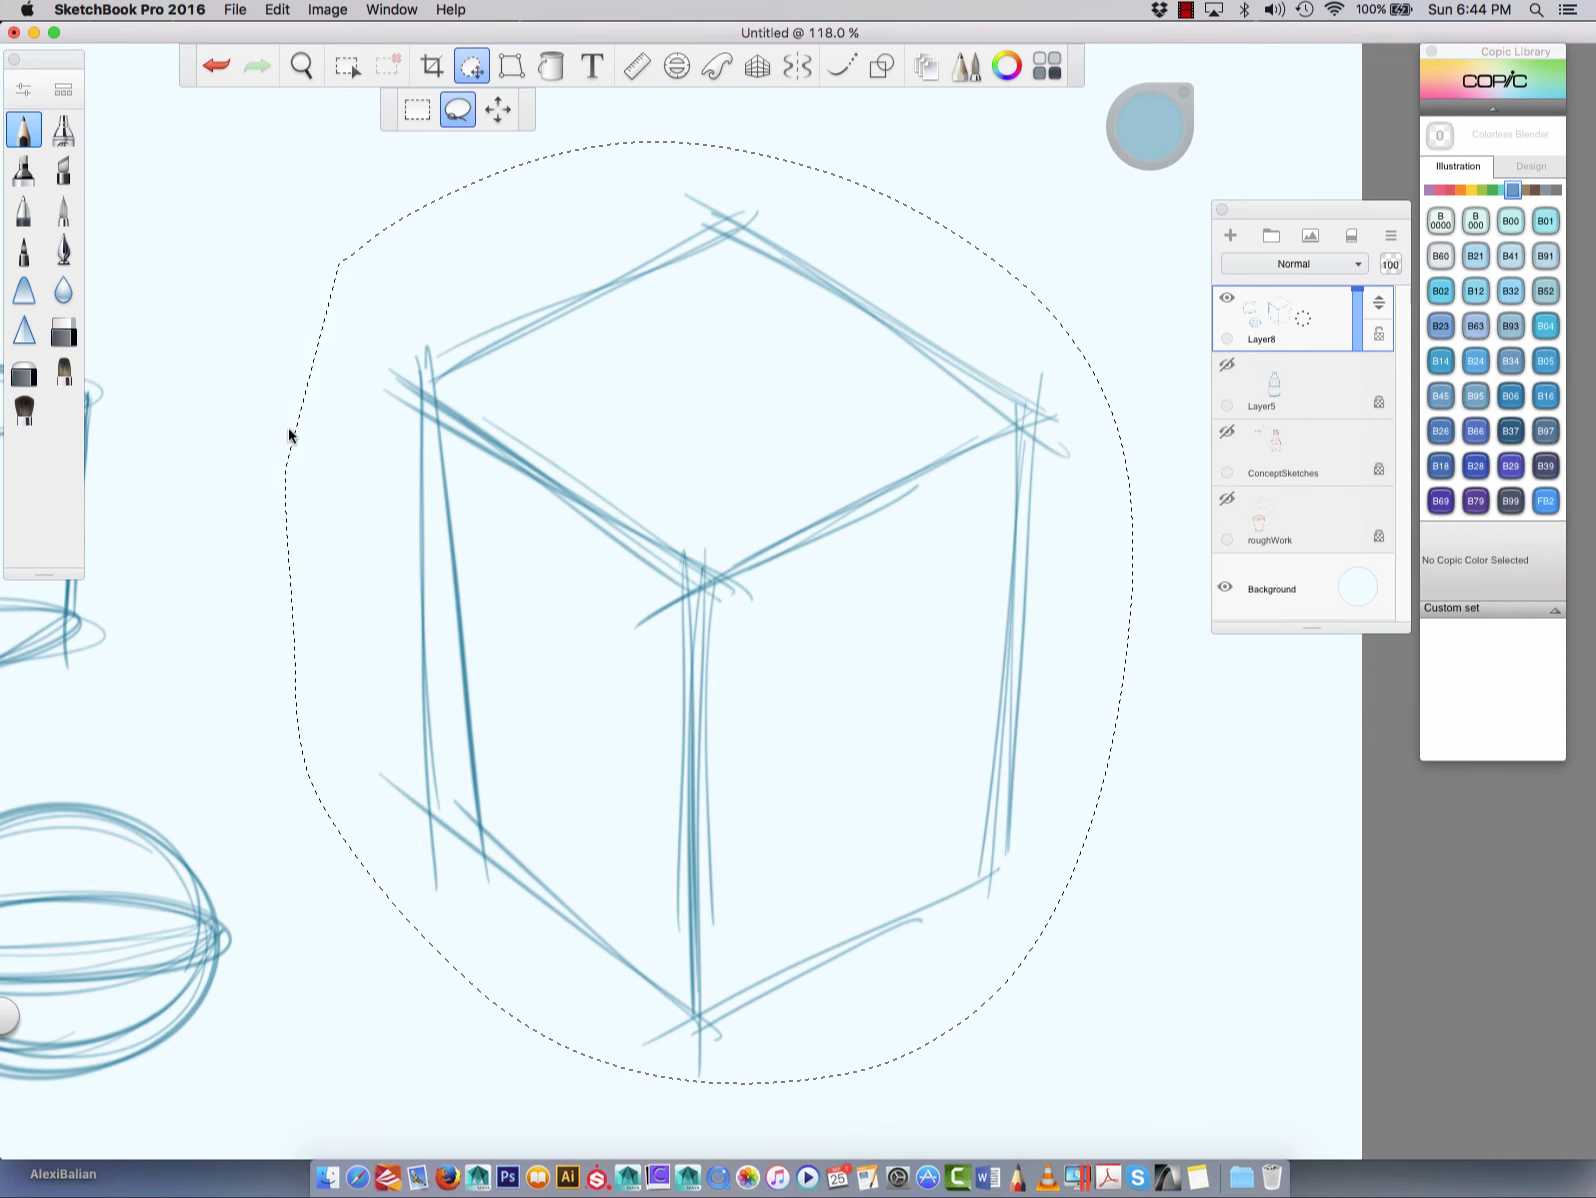 SketchBook Pro 2016 File Edit Image Window Help 100% Sun 6:44 PM
Untitled @ 118.0 %
T
Copic Library
COPIC
0 Colorless Blender
Illustration Design
B 0000 B 000 B00 B01
B60 B21 B41 B91
B02 B12 B32 B52
B23 B63 B93 B04
B14 B24 B34 B05
B45 B95 B06 B16
B26 B66 B37 B97
B18 B28 B29 B39
B69 B79 B99 FB2
No Copic Color Selected
Custom set
Normal 100
Layer8
Layer5
ConceptSketches
roughWork
Background
AlexiBalian
Ps
Ai
25
W
S